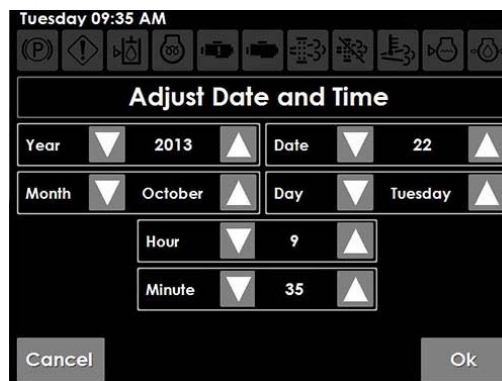 Tuesday 09:35 AM
Adjust Date and Time
Year 2013 Date 22
Month October Day Tuesday
Hour 9
Minute 35
Cancel Ok